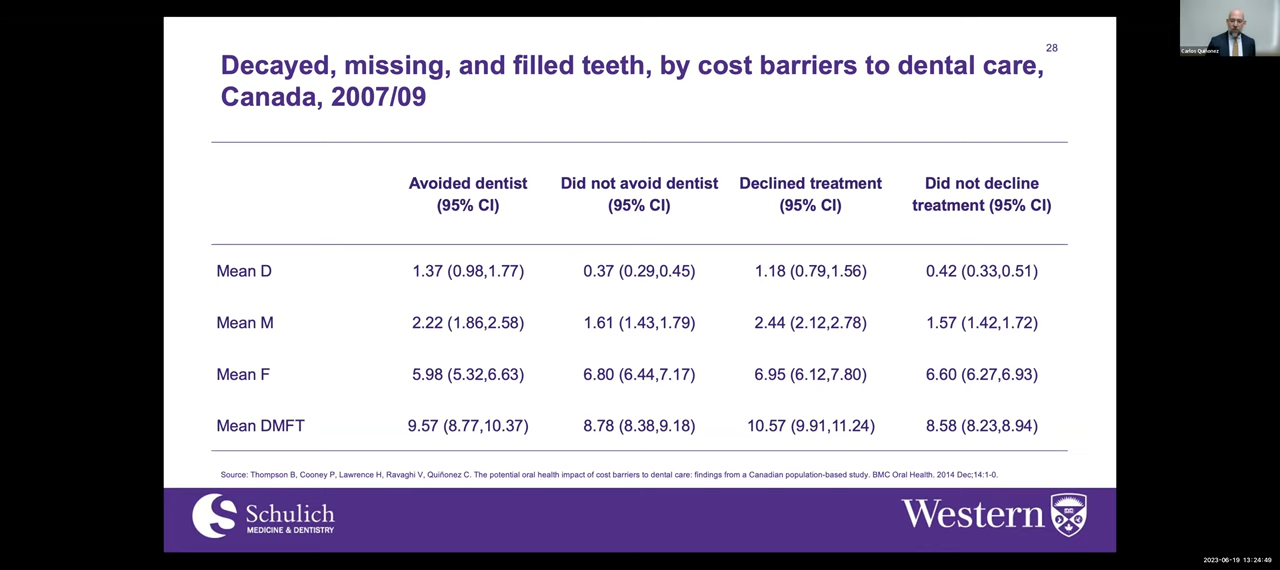 28
Decayed, missing, and filled teeth, by cost barriers to dental care,
Canada, 2007/09
Avoided dentist Did not avoid dentist Declined treatment Did not decline
(95% CI) (95% CI) (95% CI) treatment (95% CI)
Mean D 1.37 (0.98,1.77) 0.37 (0.29,0.45) 1.18 (0.79,1.56) 0.42 (0.33,0.51)
Mean M 2.22 (1.86,2.58) 1.61 (1.43,1.79) 2.44 (2.12,2.78) 1.57 (1.42,1.72)
Mean F 5.98 (5.32,6.63) 6.80 (6.44,7.17) 6.95 (6.12,7.80) 6.60 (6.27,6.93)
Mean DMFT 9.57 (8.77,10.37) 8.78 (8.38,9.18) 10.57 (9.91,11.24) 8.58 (8.23,8.94)
Source: Thompson B, Cooney P, Lawrence H, Ravaghi V, Quiñonez C. The potential oral health impact of cost barriers to dental care: findings from a Canadian population-based study. BMC Oral Health. 2014 Dec;14:1-0.
Schulich
MEDICINE & DENTISTRY
Western
Carlos Quiñonez
2023-06-19 13:24:49